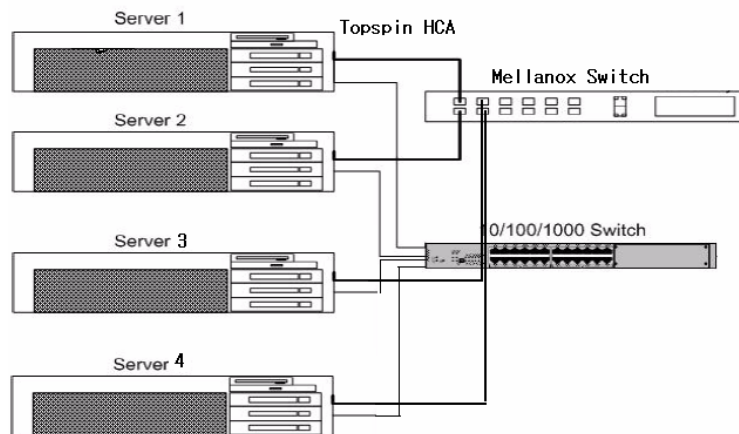 Server 1
Topspin HCA
Mellanox Switch
Server 2
10/100/1000 Switch
Server 3
Server 4